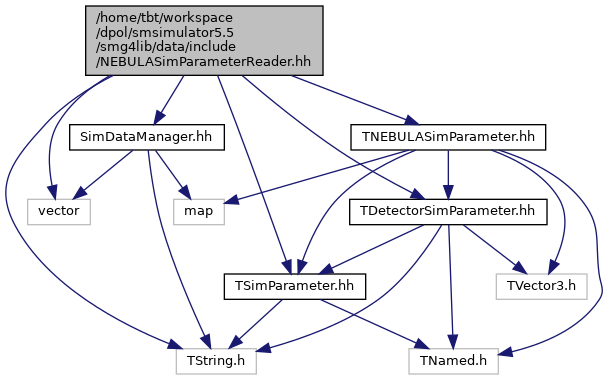 /home/tbt/workspace
/dpol/smsimulator5.5
/smg4lib/data/include
/NEBULASimParameterReader.hh
SimDataManager.hh
TNEBULASimParameter.hh
vector
map
TDetectorSimParameter.hh
TSimParameter.hh
TVector3.h
TString.h
TNamed.h